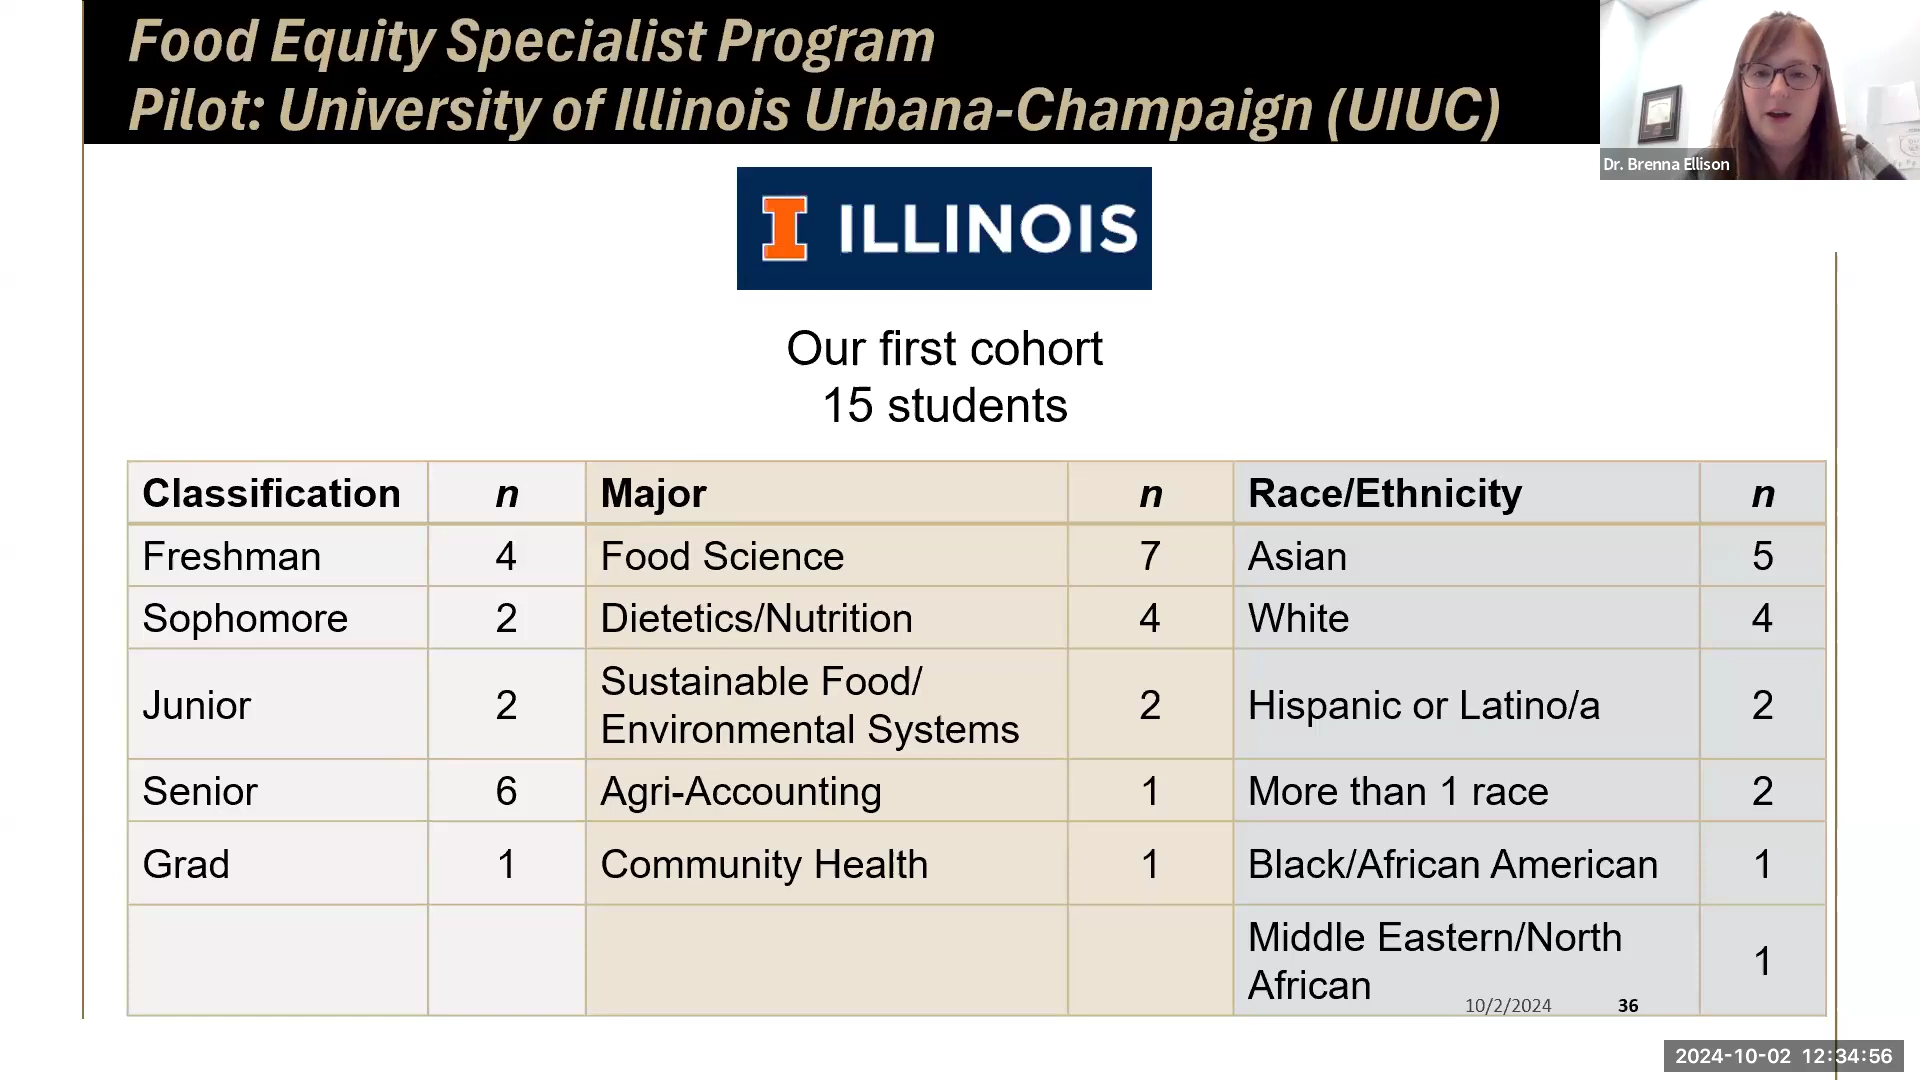 Food Equity Specialist Program
Pilot: University of Illinois Urbana-Champaign (UIUC)
Dr. Brenna Ellison
I ILLINOIS
Our first cohort
15 students
Classification n Major n Race/Ethnicity n
Freshman 4 Food Science 7 Asian 5
Sophomore 2 Dietetics/Nutrition 4 White 4
Junior 2 Sustainable Food/
Environmental Systems 2 Hispanic or Latino/a 2
Senior 6 Agri-Accounting 1 More than 1 race 2
Grad 1 Community Health 1 Black/African American 1
Middle Eastern/North
African 1
10/2/2024 36
2024-10-02 12:34:56